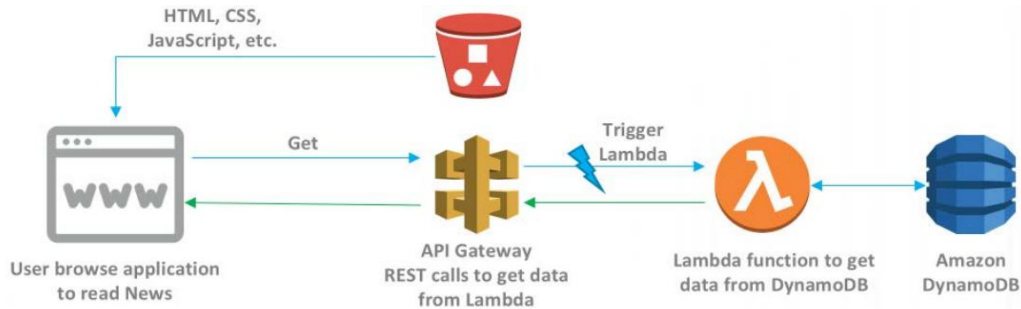 HTML, CSS,
JavaScript, etc.
Get
Trigger
Lambda
WWW
λ
User browse application
to read News
API Gateway
REST calls to get data
from Lambda
Lambda function to get
data from DynamoDB
Amazon
DynamoDB